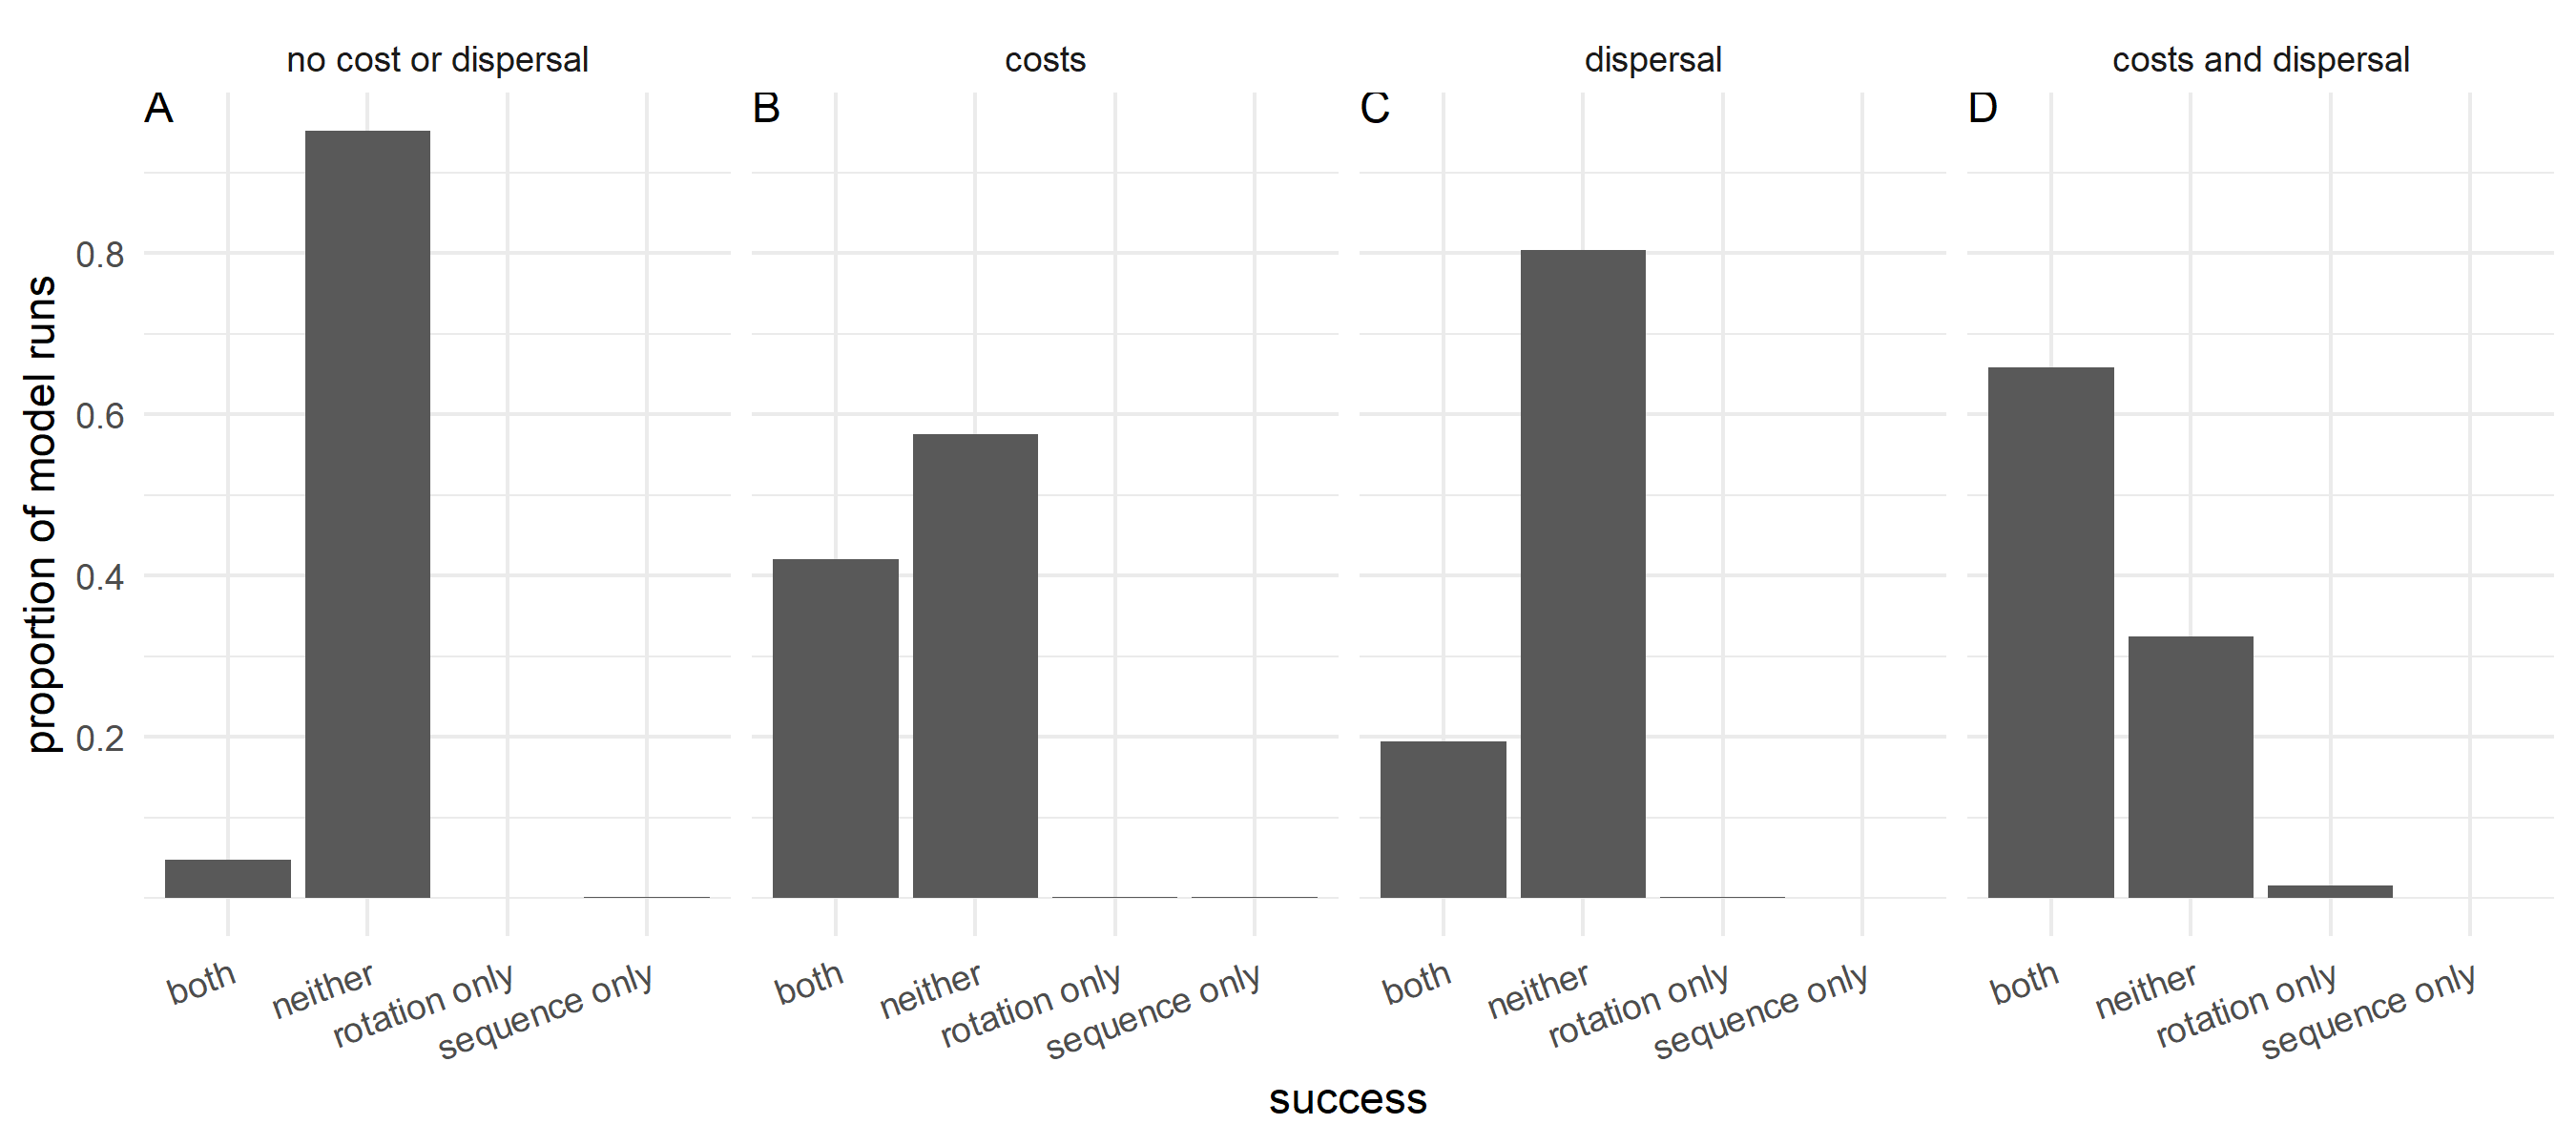 no cost or dispersal
costs
dispersal
costs and dispersal
A
B
C
D
proportion of model runs
0.8
0.6
0.4
0.2
both
neither
rotation only
sequence only
both
neither
rotation only
sequence only
both
neither
rotation only
sequence only
both
neither
rotation only
sequence only
success